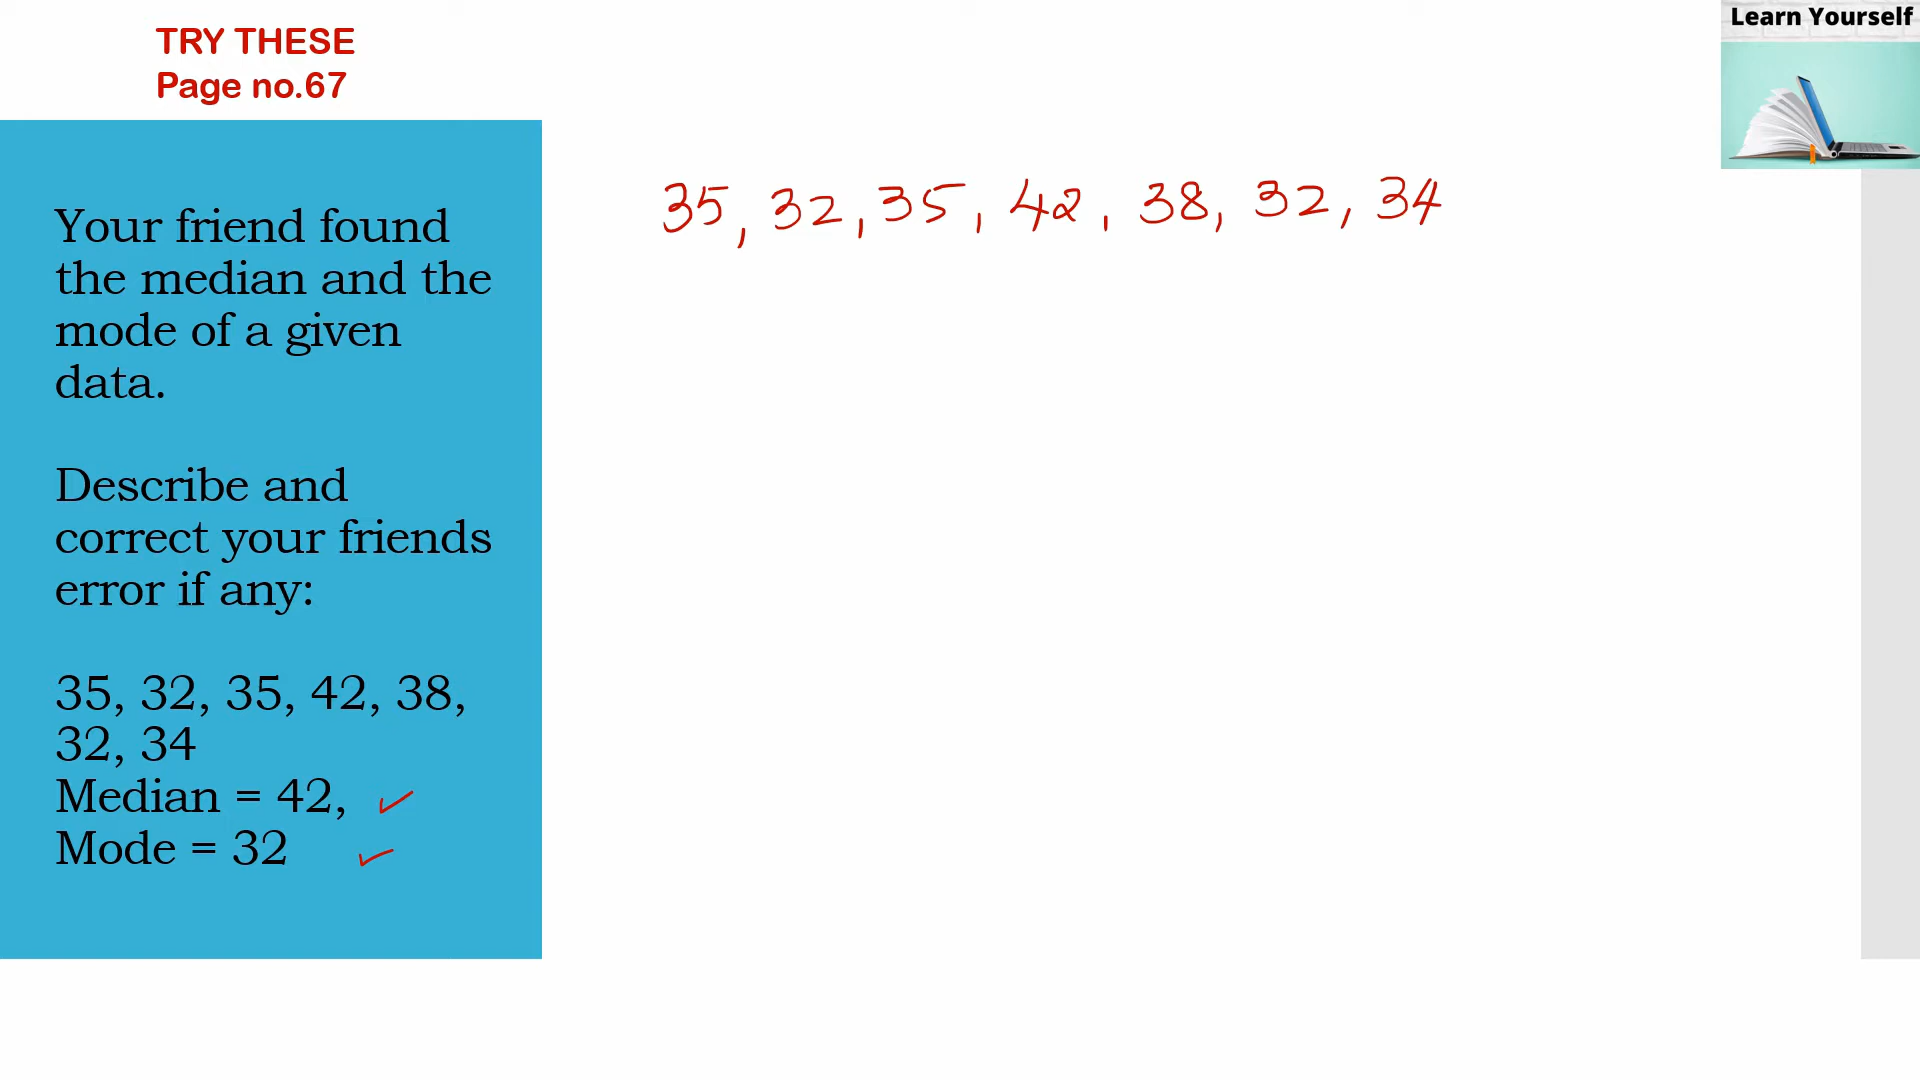 TRY THESE
Page no.67
Learn Yourself
Your friend found
the median and the
mode of a given
data.
Describe and
correct your friends
error if any:
35, 32, 35, 42, 38,
32, 34
Median = 42,
Mode = 32
35, 32, 35, 42, 38, 32, 34